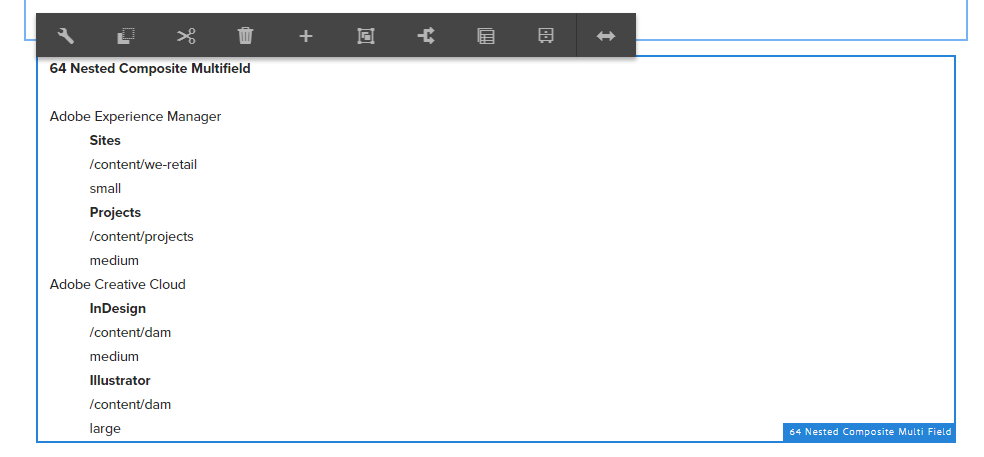 64 Nested Composite Multifield
Adobe Experience Manager
Sites
/content/we-retail
small
Projects
/content/projects
medium
Adobe Creative Cloud
InDesign
/content/dam
medium
Illustrator
/content/dam
large
64 Nested Composite Multi Field